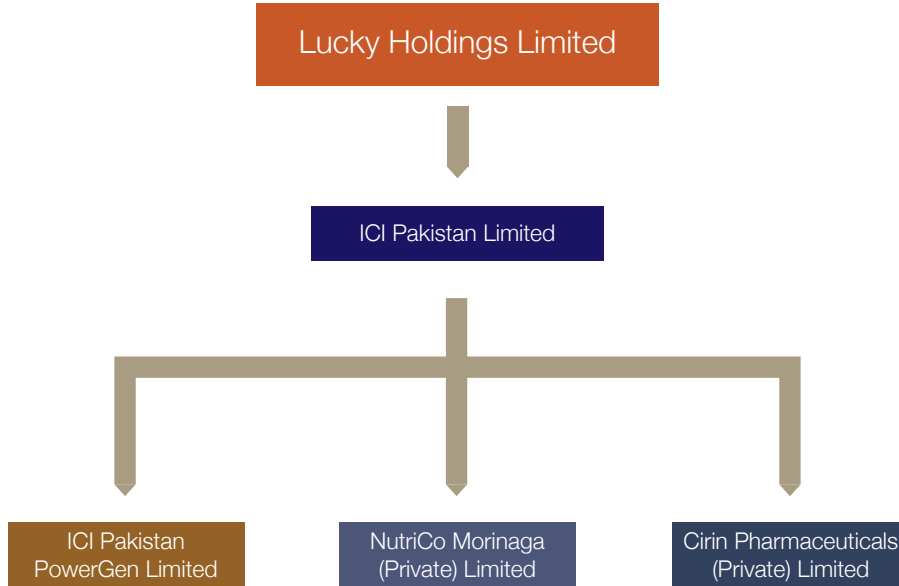 Lucky Holdings Limited
ICI Pakistan Limited
ICI Pakistan
PowerGen Limited
NutriCo Morinaga
(Private) Limited
Cirin Pharmaceuticals
(Private) Limited